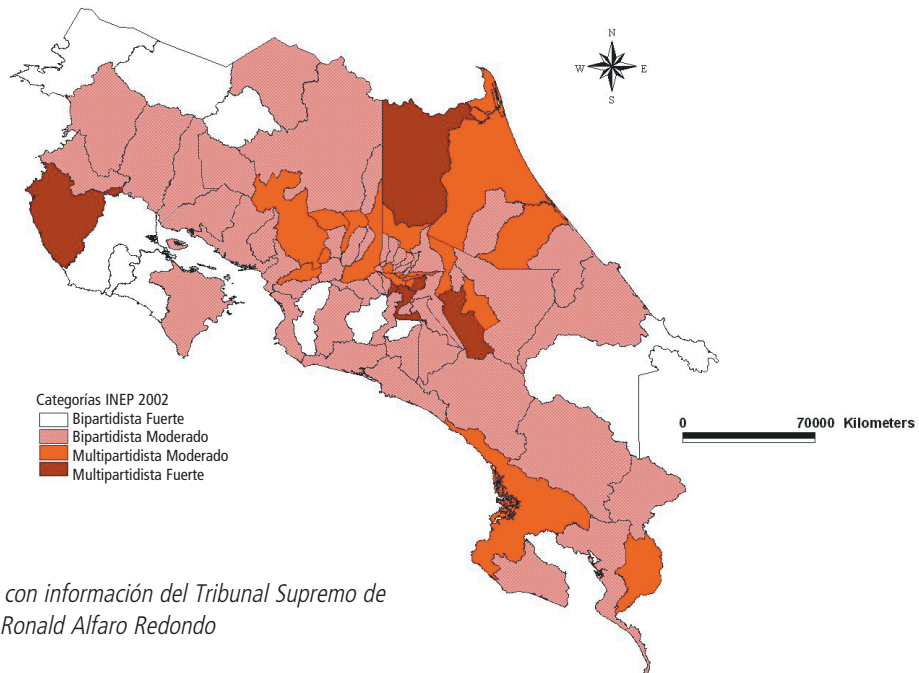 N
W E
S
Categorías INEP 2002
Bipartidista Fuerte
Bipartidista Moderado
Multipartidista Moderado
Multipartidista Fuerte
0 70000 Kilometers
con información del Tribunal Supremo de
Ronald Alfaro Redondo